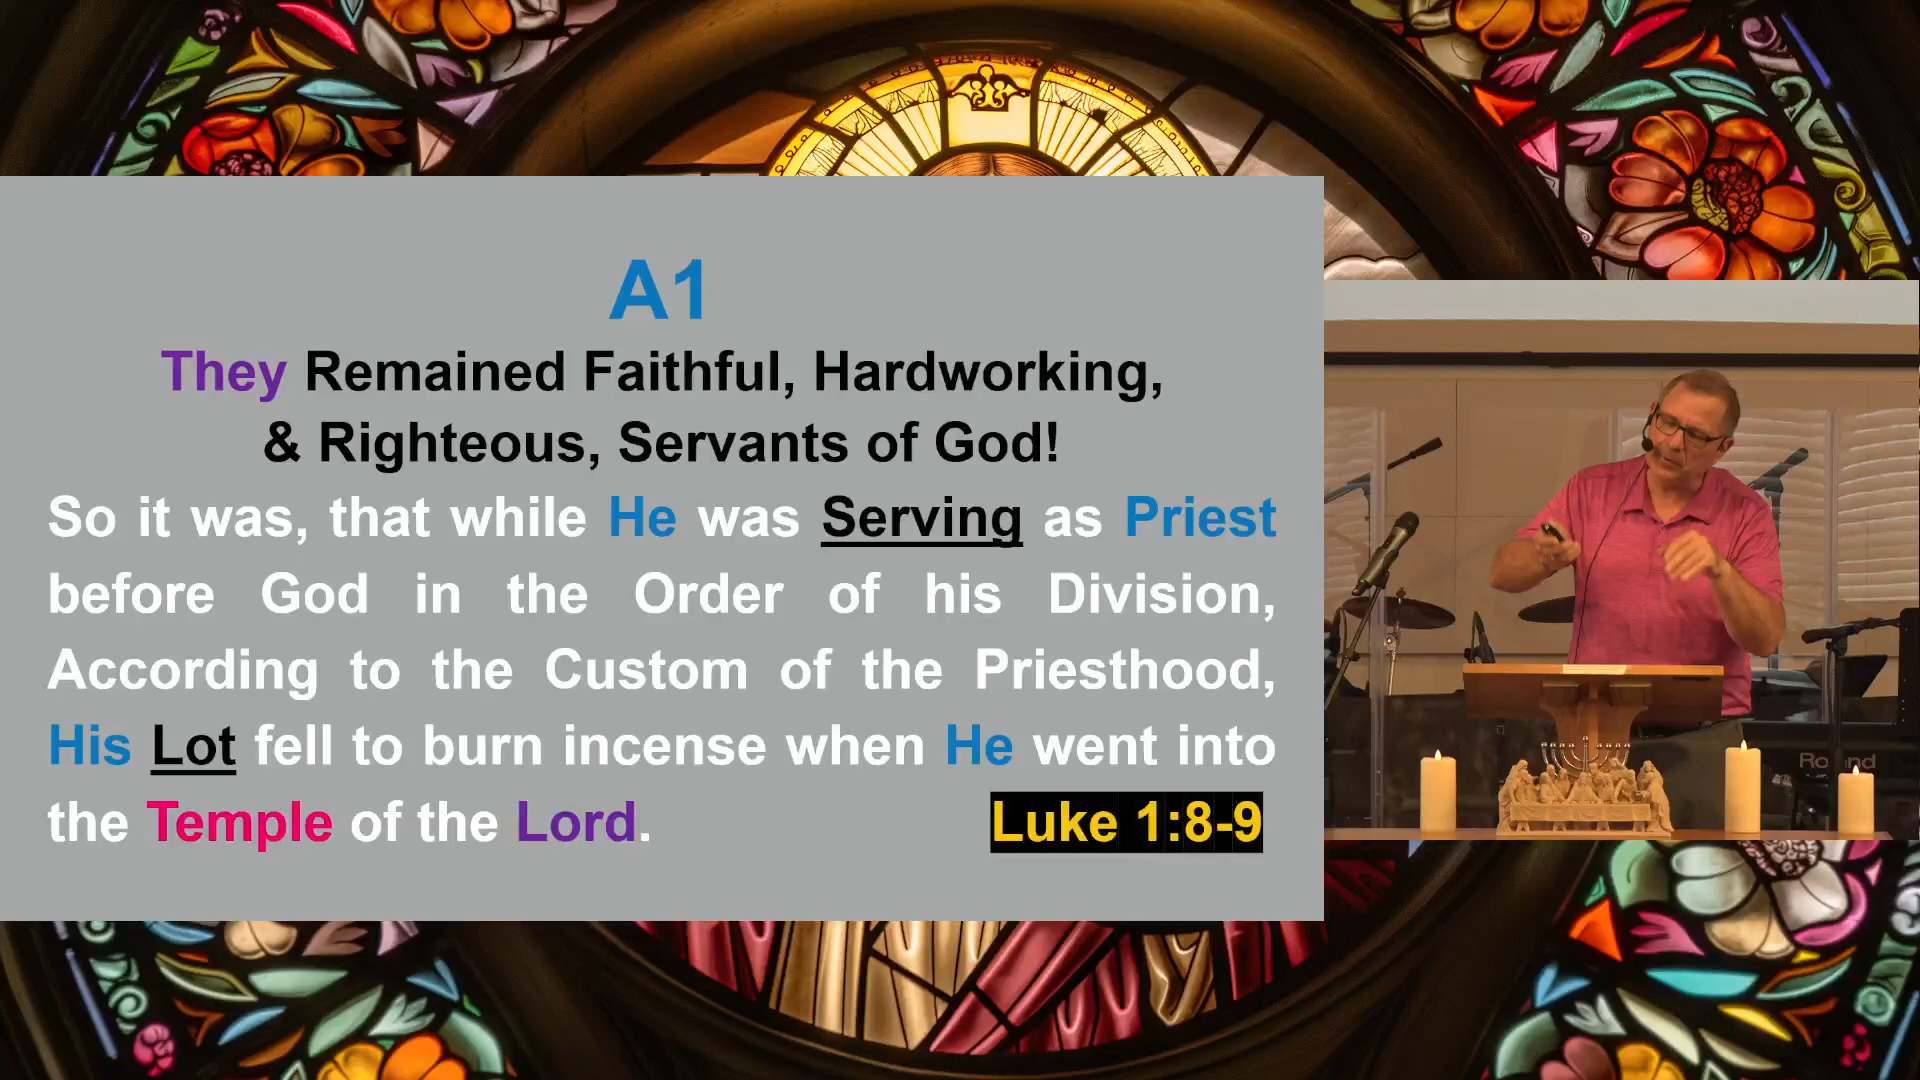 A1
They Remained Faithful, Hardworking,
& Righteous, Servants of God!
So it was, that while He was Serving as Priest
before God in the Order of his Division,
According to the Custom of the Priesthood,
His Lot fell to burn incense when He went into
the Temple of the Lord. Luke 1:8-9
Roland